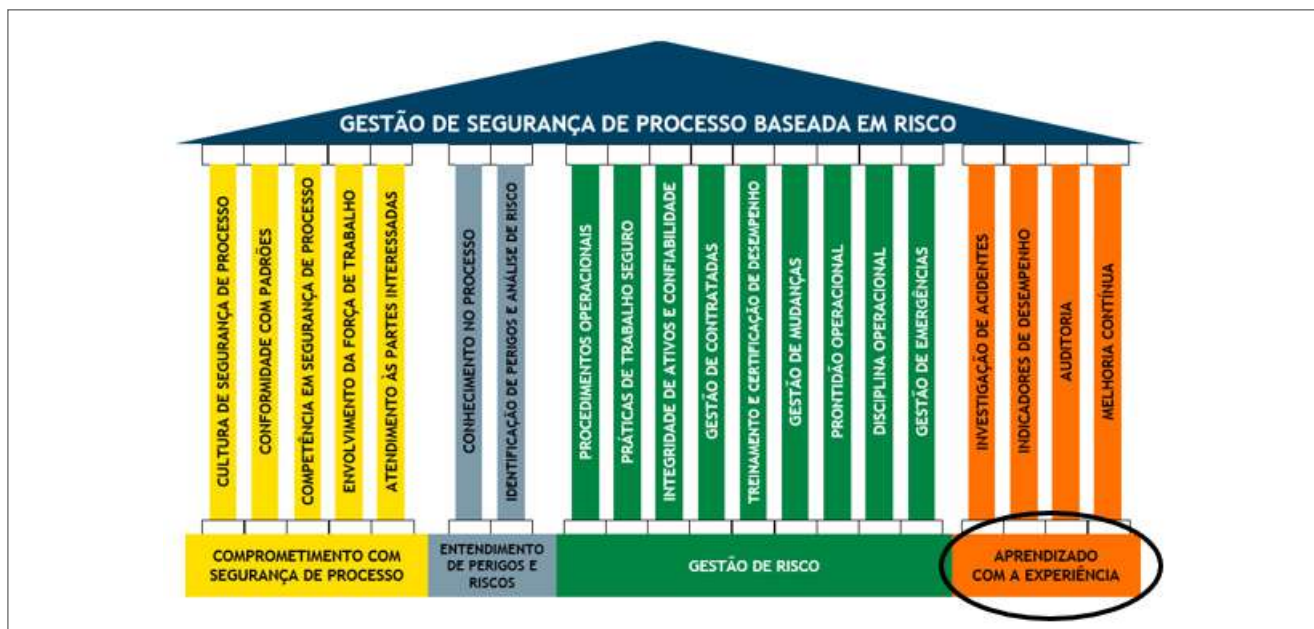 GESTÃO DE SEGURANÇA DE PROCESSO BASEADA EM RISCO
CULTURA DE SEGURANÇA DE PROCESSO
CONFORMIDADE COM PADRÕES
COMPETÊNCIA EM SEGURANÇA DE PROCESSO
ENVOLVIMENTO DA FORÇA DE TRABALHO
ATENDIMENTO ÀS PARTES INTERESSADAS
CONHECIMENTO NO PROCESSO
IDENTIFICAÇÃO DE PERIGOS E ANÁLISE DE RISCO
PROCEDIMENTOS OPERACIONAIS
PRÁTICAS DE TRABALHO SEGURO
INTEGRIDADE DE ATIVOS E CONFIABILIDADE
GESTÃO DE CONTRATADAS
TREINAMENTO E CERTIFICAÇÃO DE DESEMPENHO
GESTÃO DE MUDANÇAS
PRONTIDÃO OPERACIONAL
DISCIPLINA OPERACIONAL
GESTÃO DE EMERGÊNCIAS
INVESTIGAÇÃO DE ACIDENTES
INDICADORES DE DESEMPENHO
AUDITORIA
MELHORIA CONTÍNUA
COMPROMETIMENTO COM
SEGURANÇA DE PROCESSO
ENTENDIMENTO
DE PERIGOS E
RISCOS
GESTÃO DE RISCO
APRENDIZADO
COM A EXPERIÊNCIA